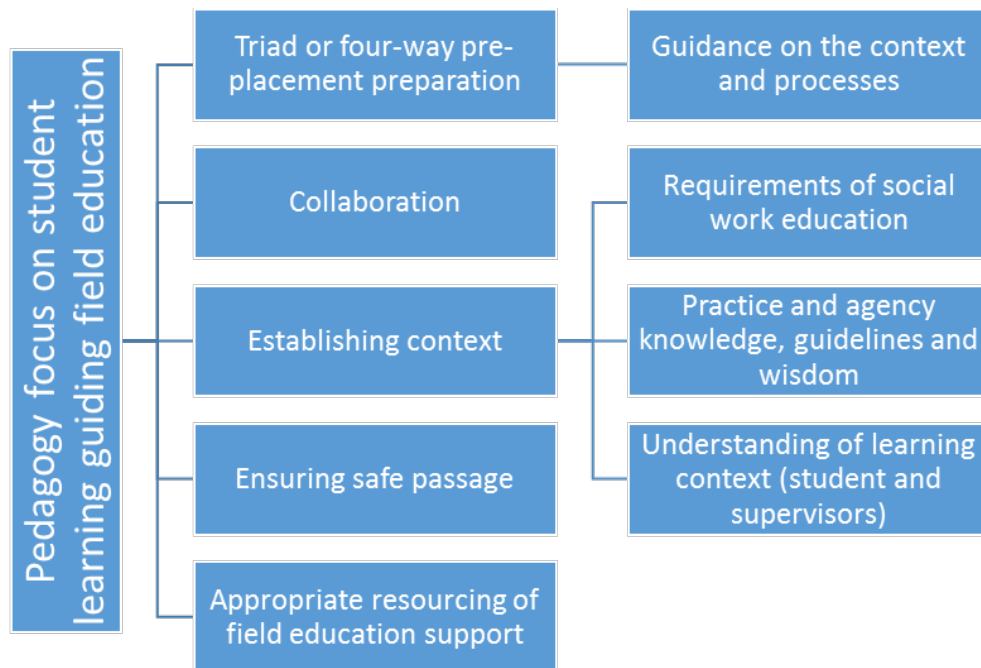 Pedagogy focus on student
learning guiding field education
Triad or four-way pre-
placement preparation
Guidance on the context
and processes
Collaboration
Requirements of social
work education
Establishing context
Practice and agency
knowledge, guidelines and
wisdom
Ensuring safe passage
Understanding of learning
context (student and
supervisors)
Appropriate resourcing of
field education support